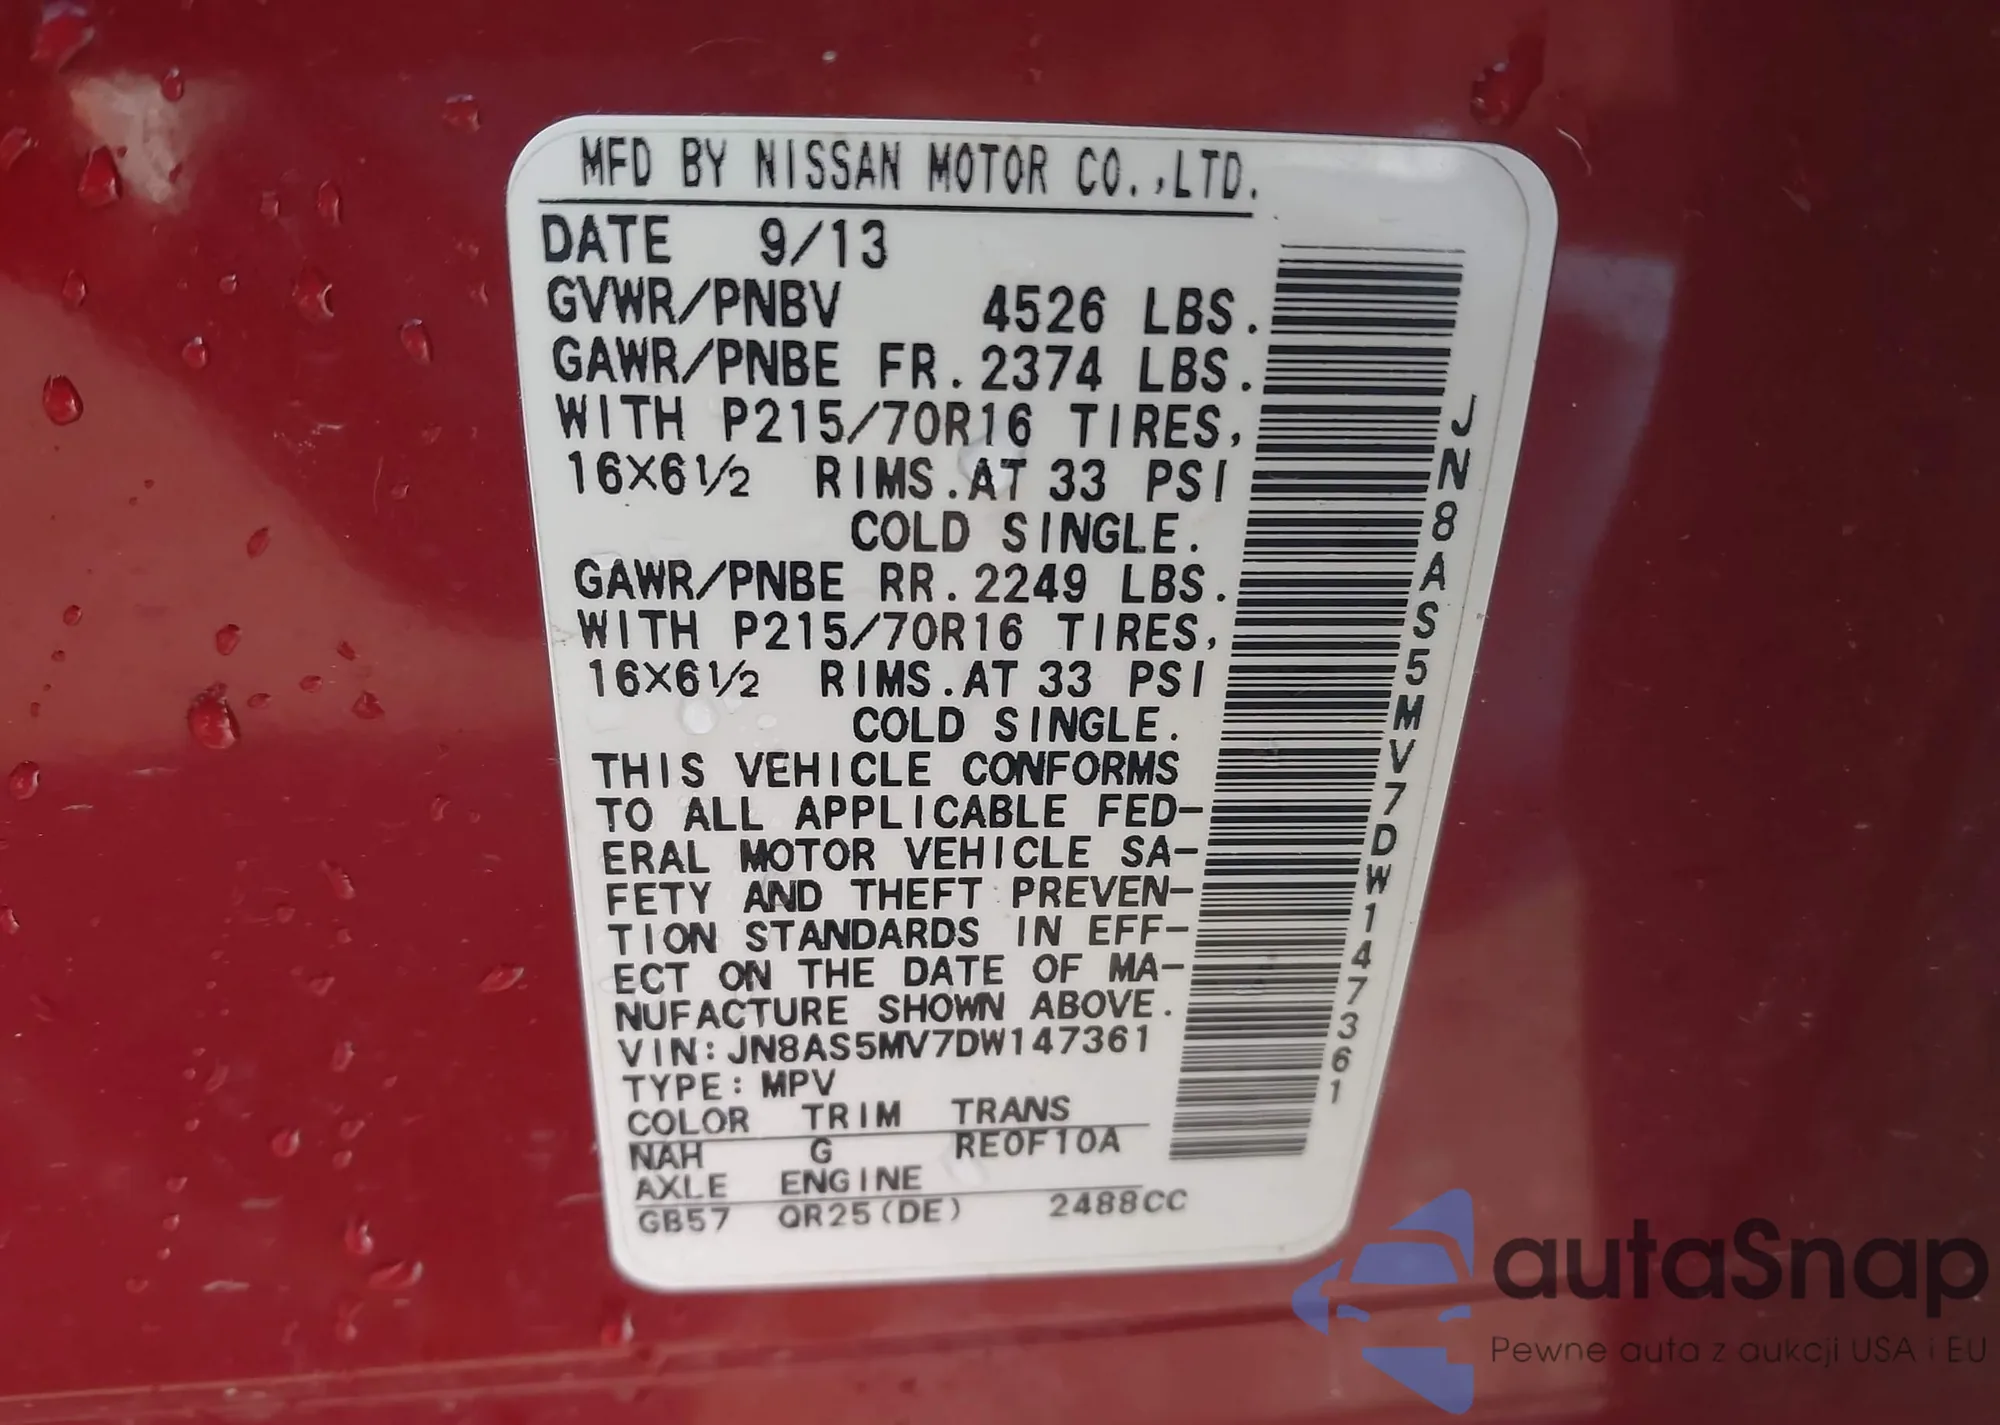 MFD BY NISSAN MOTOR CO.,LTD.
DATE 9/13
GVWR/PNBV 4526 LBS.
GAWR/PNBE FR. 2374 LBS.
WITH P215/70R16 TIRES,
16X6½ RIMS. AT 33 PSI
COLD SINGLE.
GAWR/PNBE RR. 2249 LBS.
WITH P215/70R16 TIRES,
16X6½ RIMS. AT 33 PSI
COLD SINGLE.
THIS VEHICLE CONFORMS
TO ALL APPLICABLE FED-
ERAL MOTOR VEHICLE SA-
FETY AND THEFT PREVEN-
TION STANDARDS IN EFF-
ECT ON THE DATE OF MA-
NUFACTURE SHOWN ABOVE.
VIN: JN8AS5MV7DW147361
TYPE: MPV
COLOR TRIM TRANS
NAH G RE0F10A
AXLE ENGINE
GB57 QR25(DE) 2488CC
JN8AS5MV7DW147361
autaSnap
Pewne auta z aukcji USA i EU